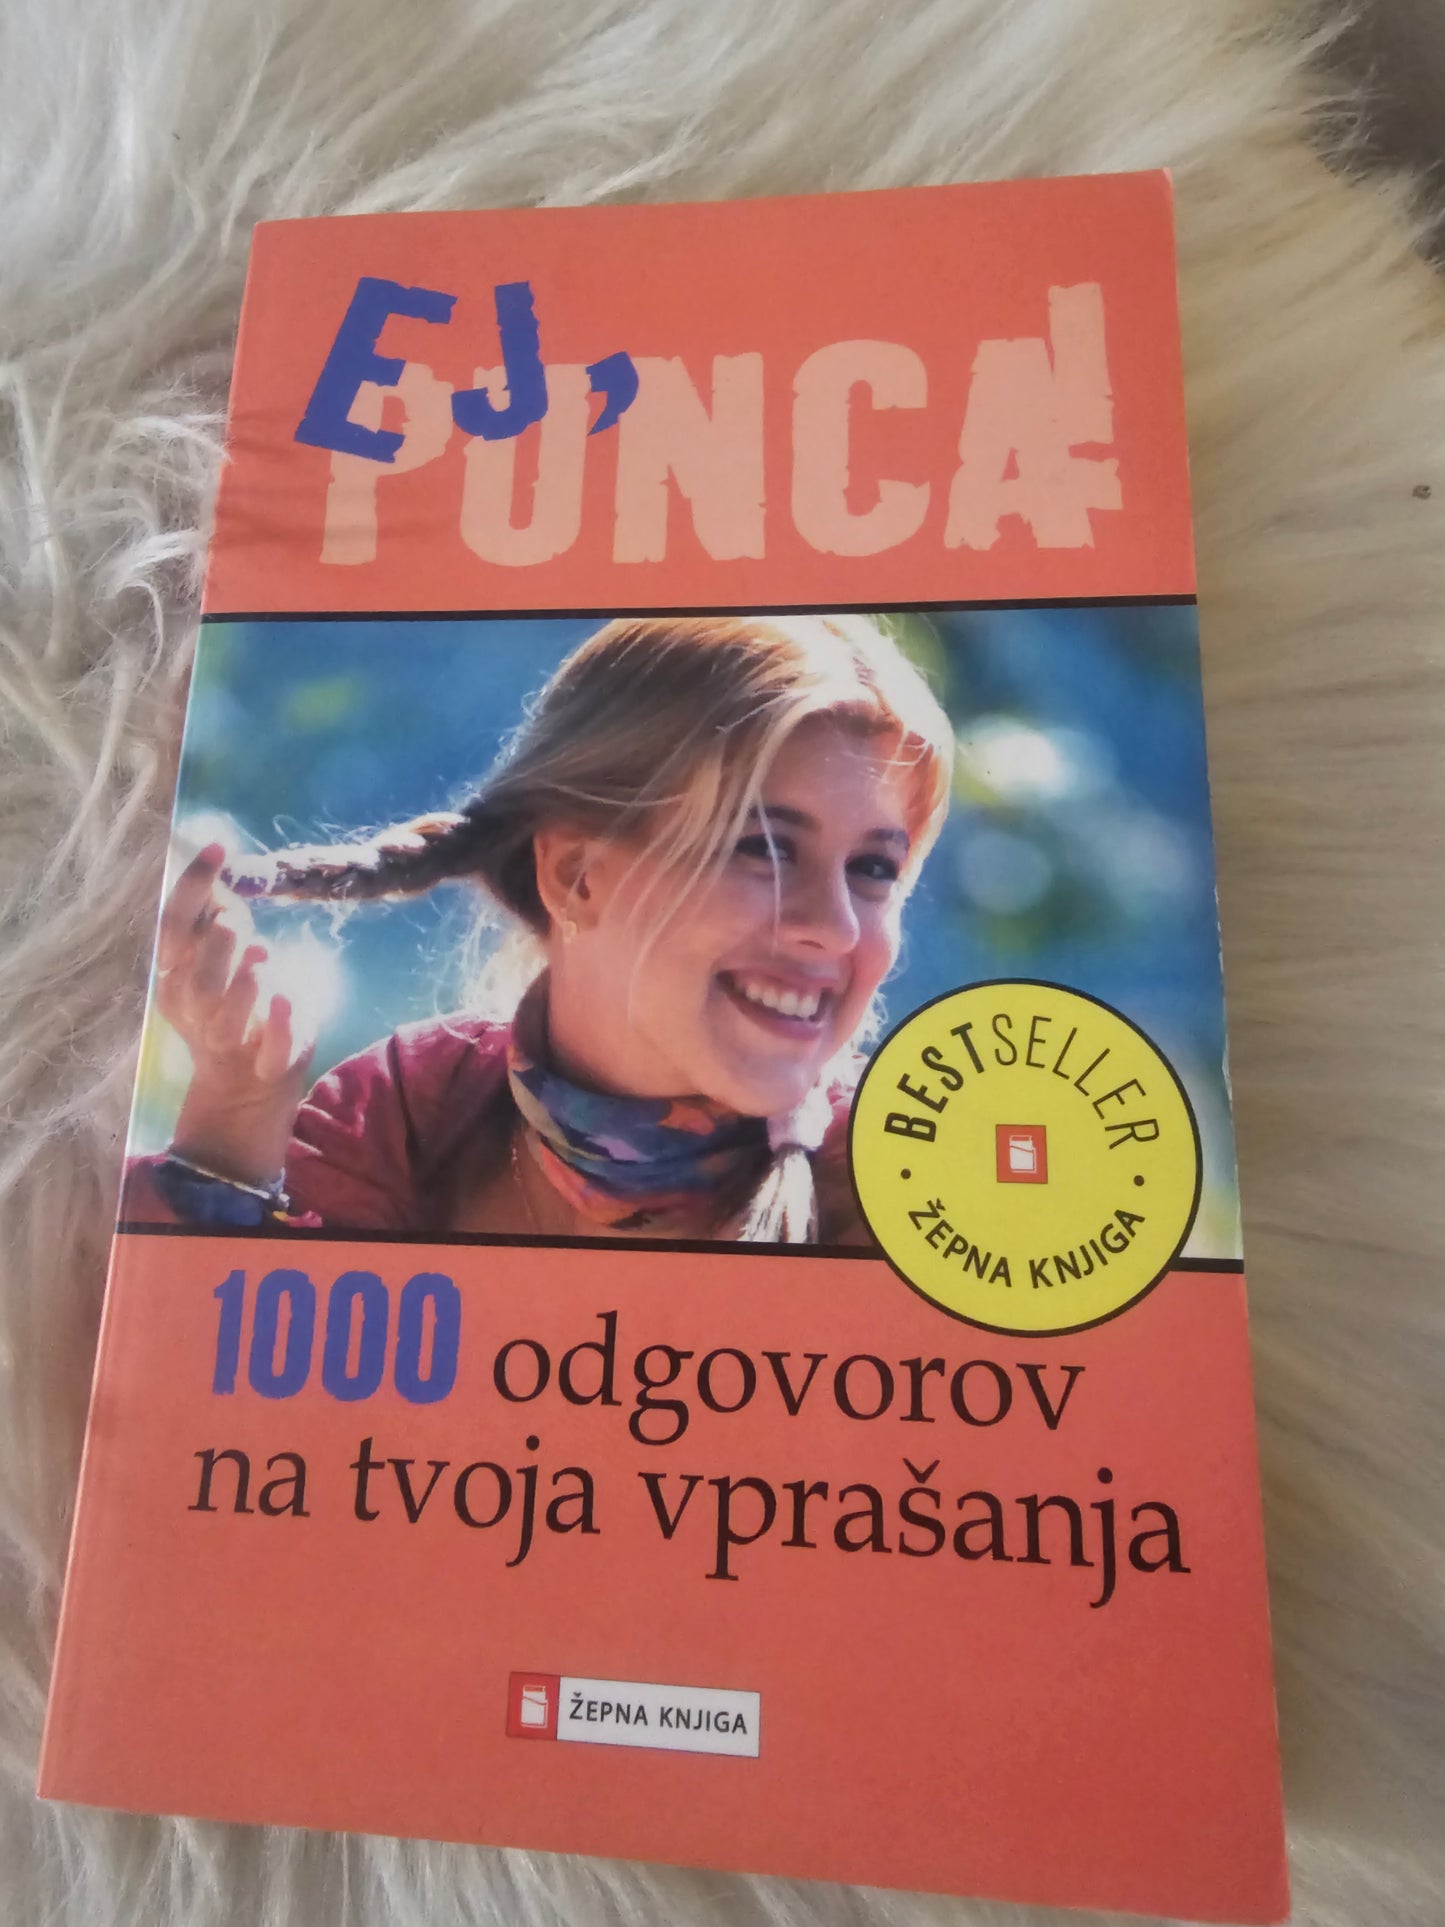 EJ,
PUNCA!
BESTSELLER
• ŽEPNA KNJIGA •
1000 odgovorov
na tvoja vprašanja
ŽEPNA KNJIGA